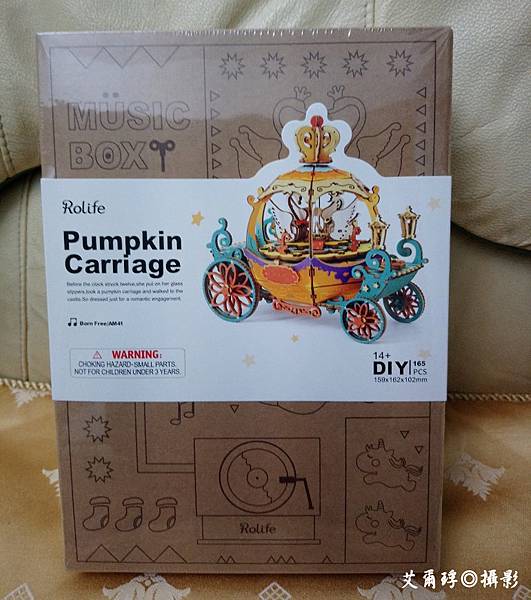 MÜSIC
BOX
Rolife
Pumpkin
Carriage
Before the clock struck twelve,she put on her glass
slippers,took a pumpkin carriage and walked to the
castle.So dressed just for a romantic engagement.
Born Free|AM41
WARNING:
CHOKING HAZARD-SMALL PARTS.
NOT FOR CHILDREN UNDER 3 YEARS.
14+
DIY 165 PCS
159x162x102mm
Rolife
艾爾錞◎攝影